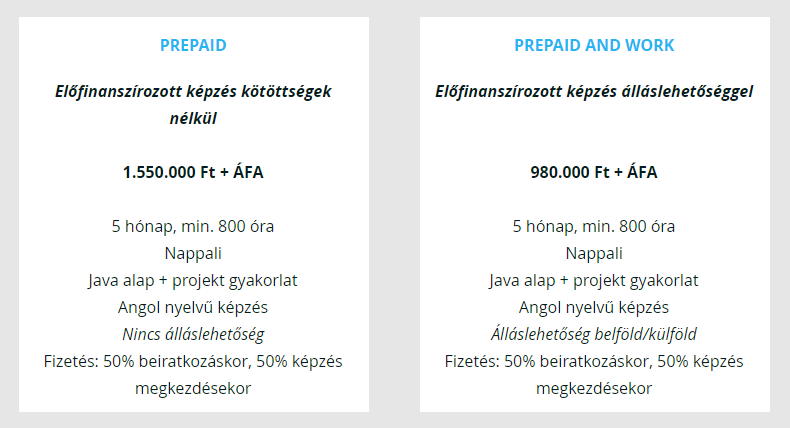 PREPAID
Előfinanszírozott képzés kötöttségek
nélkül
1.550.000 Ft + ÁFA
5 hónap, min. 800 óra
Nappali
Java alap + projekt gyakorlat
Angol nyelvű képzés
Nincs álláslehetőség
Fizetés: 50% beiratkozáskor, 50% képzés
megkezdésekor
PREPAID AND WORK
Előfinanszírozott képzés álláslehetőséggel
980.000 Ft + ÁFA
5 hónap, min. 800 óra
Nappali
Java alap + projekt gyakorlat
Angol nyelvű képzés
Álláslehetőség belföld/külföld
Fizetés: 50% beiratkozáskor, 50% képzés
megkezdésekor